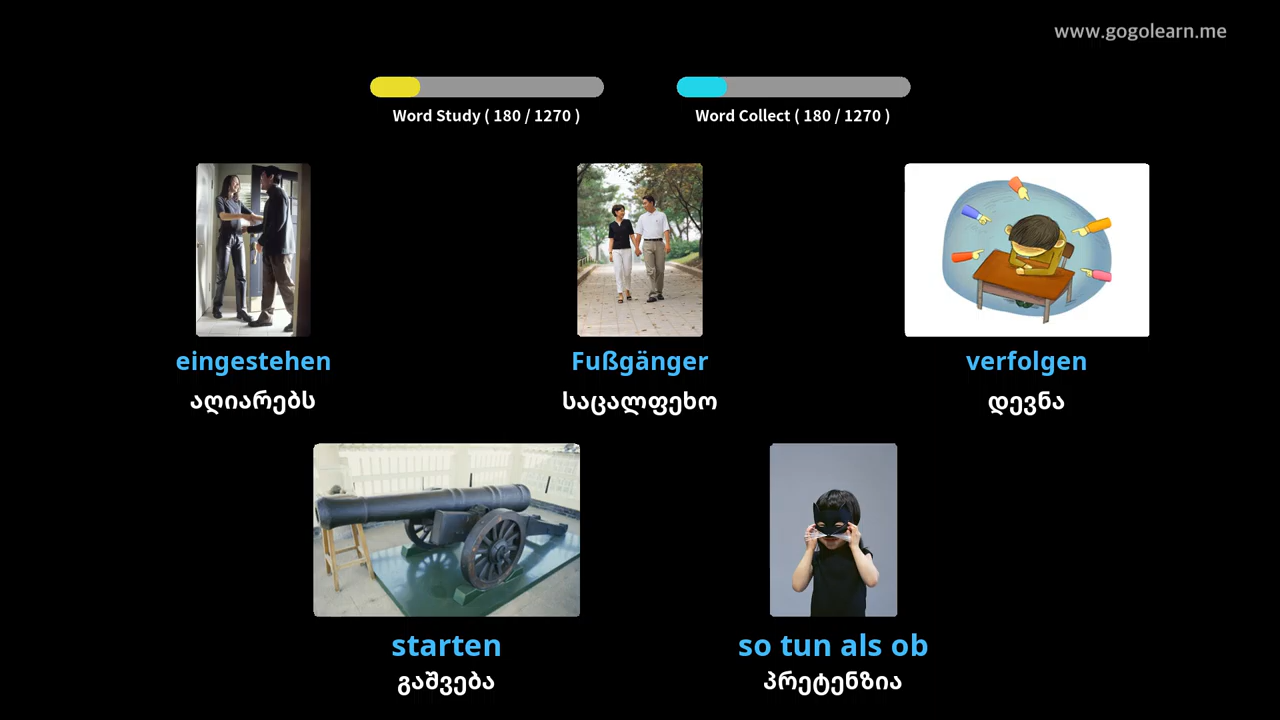 www.gogolearn.me
Word Study ( 180 / 1270 )
Word Collect ( 180 / 1270 )
eingestehen
აღიარებს
Fußgänger
საცალფეხო
verfolgen
დევნა
starten
გაშვება
so tun als ob
პრეტენზია